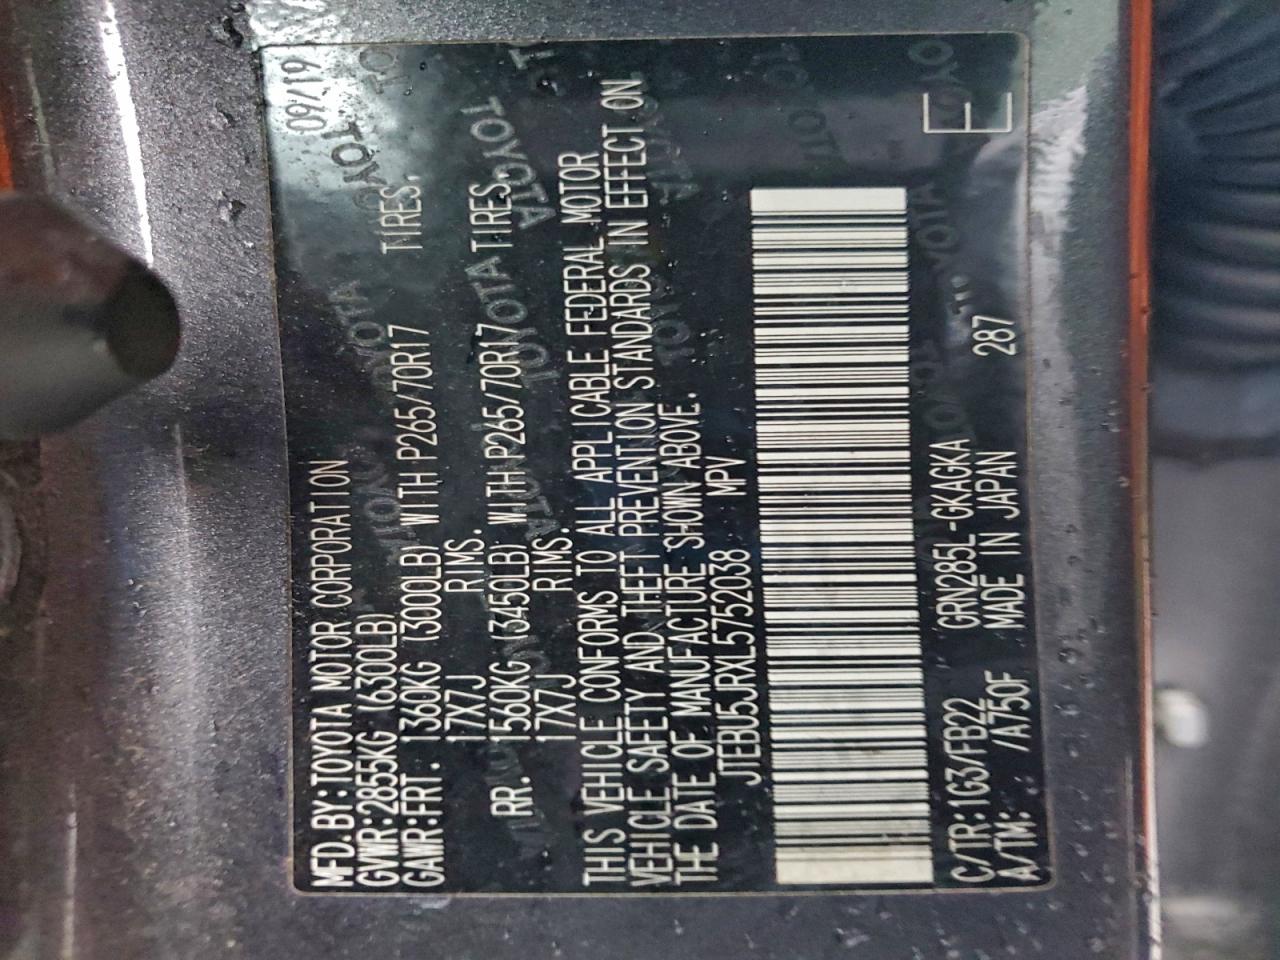 MFD.BY:TOYOTA MOTOR CORPORATION 09/19
GVWR:2855KG (6300LB)
GAWR:FRT. 1360KG (3000LB) WITH P265/70R17 TIRES.
17X7J RIMS.
RR. 1560KG (3450LB) WITH P265/70R17 TIRES.
17X7J RIMS.
THIS VEHICLE CONFORMS TO ALL APPLICABLE FEDERAL MOTOR
VEHICLE SAFETY AND THEFT PREVENTION STANDARDS IN EFFECT ON
THE DATE OF MANUFACTURE SHOWN ABOVE.
JTEBU5JRXL5752038 MPV
C/TR:1G3/FB22 GRN285L-GKAGKA
A/TM: /A750F MADE IN JAPAN 287
E